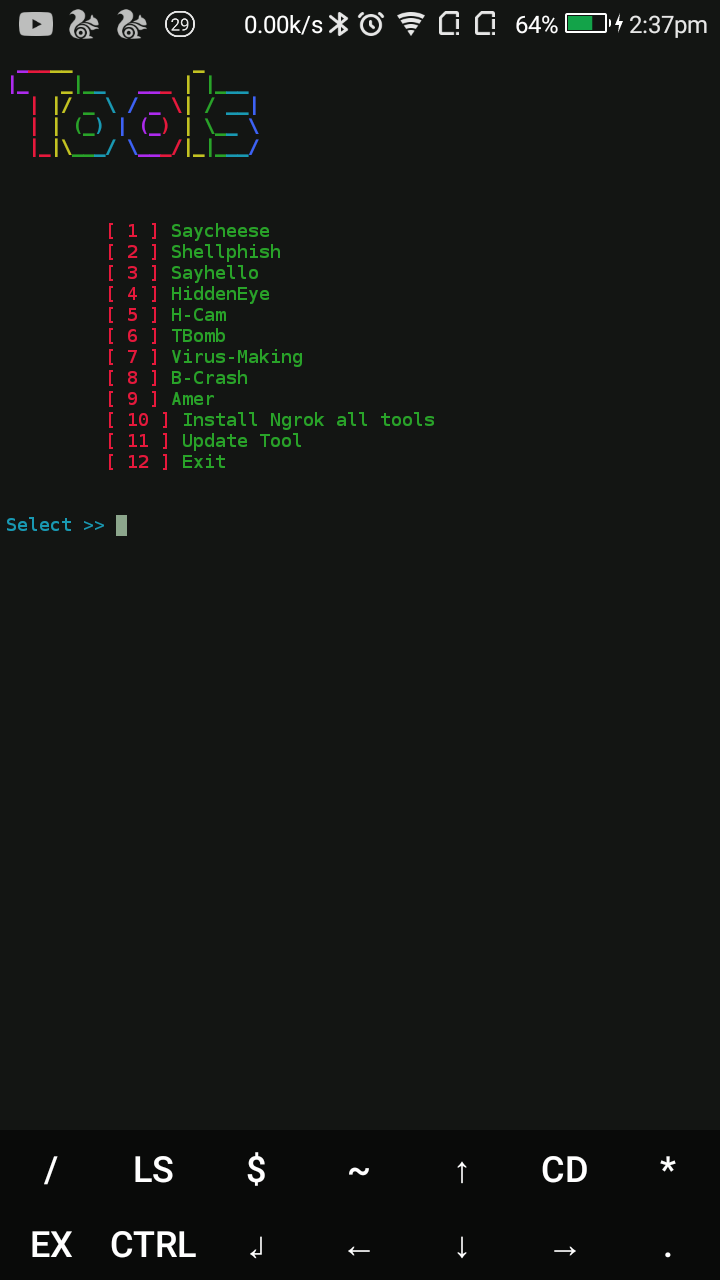 29 0.00k/s 64% 2:37pm
Tools
[ 1 ] Saycheese
[ 2 ] Shellphish
[ 3 ] Sayhello
[ 4 ] HiddenEye
[ 5 ] H-Cam
[ 6 ] TBomb
[ 7 ] Virus-Making
[ 8 ] B-Crash
[ 9 ] Amer
[ 10 ] Install Ngrok all tools
[ 11 ] Update Tool
[ 12 ] Exit
Select >>
/ LS $ ~ ↑ CD *
EX CTRL ↲ ← ↓ → .